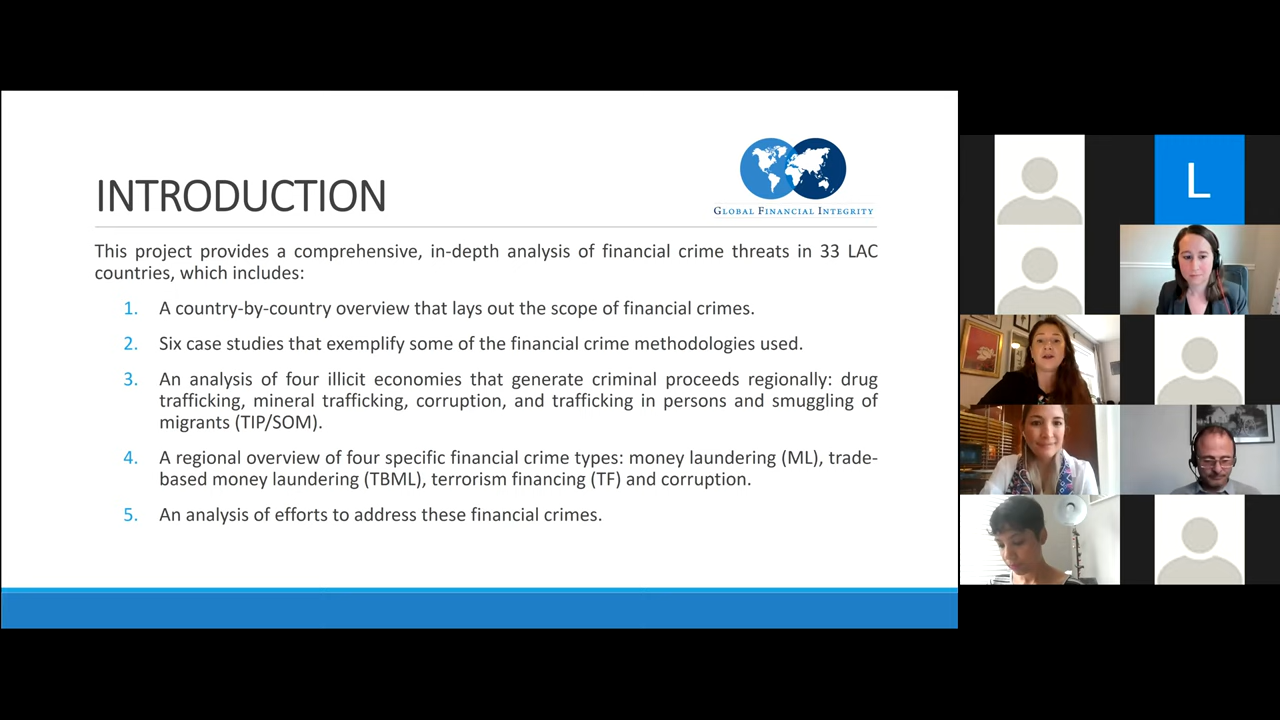 INTRODUCTION
GLOBAL FINANCIAL INTEGRITY
This project provides a comprehensive, in-depth analysis of financial crime threats in 33 LAC
countries, which includes:
1. A country-by-country overview that lays out the scope of financial crimes.
2. Six case studies that exemplify some of the financial crime methodologies used.
3. An analysis of four illicit economies that generate criminal proceeds regionally: drug
trafficking, mineral trafficking, corruption, and trafficking in persons and smuggling of
migrants (TIP/SOM).
4. A regional overview of four specific financial crime types: money laundering (ML), trade-
based money laundering (TBML), terrorism financing (TF) and corruption.
5. An analysis of efforts to address these financial crimes.
L